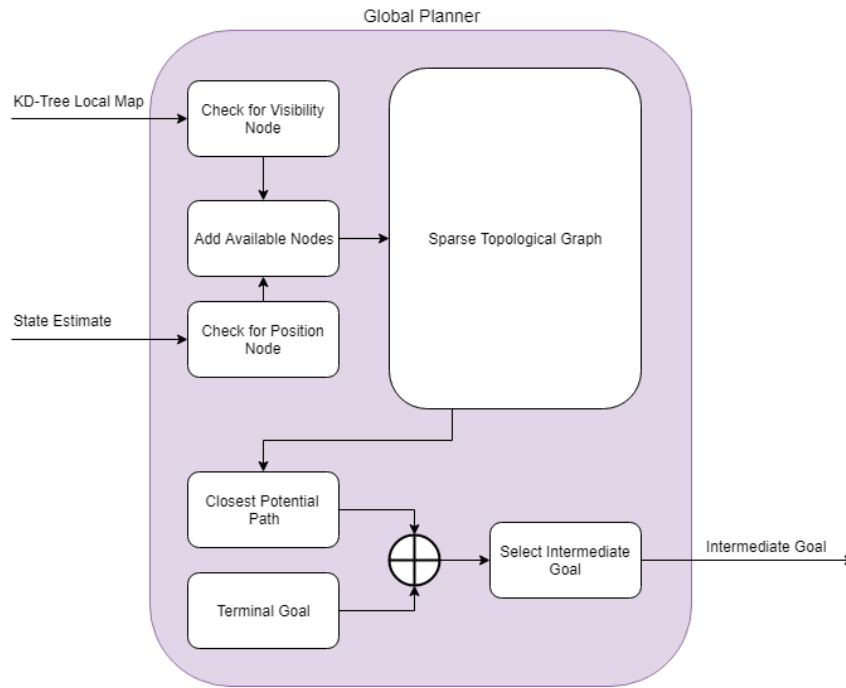 Global Planner
KD-Tree Local Map
Check for Visibility
Node
Add Available Nodes
Sparse Topological Graph
State Estimate
Check for Position
Node
Closest Potential
Path
Select Intermediate
Goal
Intermediate Goal
Terminal Goal